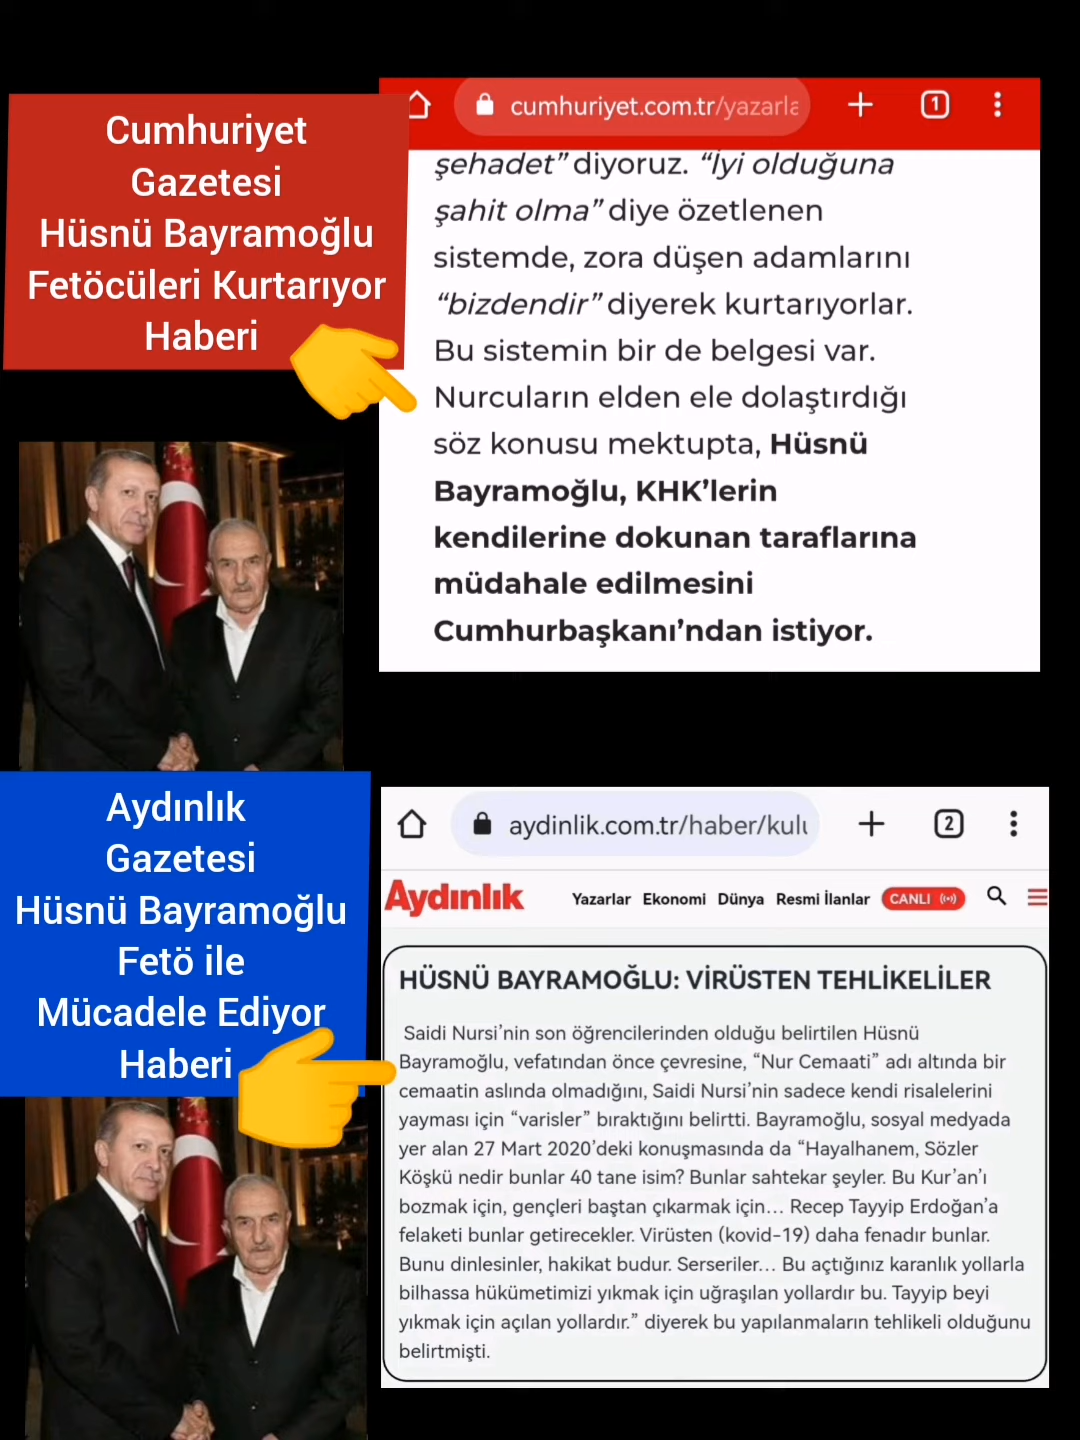 Cumhuriyet
Gazetesi
Hüsnü Bayramoğlu
Fetöcüleri Kurtarıyor
Haberi
cumhuriyet.com.tr/yazarla
1
şehadet” diyoruz. “İyi olduğuna
şahit olma” diye özetlenen
sistemde, zora düşen adamlarını
“bizdendir” diyerek kurtarıyorlar.
Bu sistemin bir de belgesi var.
Nurcuların elden ele dolaştırdığı
söz konusu mektupta, Hüsnü
Bayramoğlu, KHK’lerin
kendilerine dokunan taraflarına
müdahale edilmesini
Cumhurbaşkanı’ndan istiyor.
Aydınlık
Gazetesi
Hüsnü Bayramoğlu
Fetö ile
Mücadele Ediyor
Haberi
aydinlik.com.tr/haber/kulu
2
Aydınlık
Yazarlar Ekonomi Dünya Resmi İlanlar CANLI
HÜSNÜ BAYRAMOĞLU: VİRÜSTEN TEHLİKELİLER
Saidi Nursi’nin son öğrencilerinden olduğu belirtilen Hüsnü
Bayramoğlu, vefatından önce çevresine, “Nur Cemaati” adı altında bir
cemaatin aslında olmadığını, Saidi Nursi’nin sadece kendi risalelerini
yayması için “varisler” bıraktığını belirtti. Bayramoğlu, sosyal medyada
yer alan 27 Mart 2020’deki konuşmasında da “Hayalhanem, Sözler
Köşkü nedir bunlar 40 tane isim? Bunlar sahtekar şeyler. Bu Kur’an’ı
bozmak için, gençleri baştan çıkarmak için... Recep Tayyip Erdoğan’a
felaketi bunlar getirecekler. Virüsten (kovid-19) daha fenadır bunlar.
Bunu dinlesinler, hakikat budur. Serseriler... Bu açtığınız karanlık yollarla
bilhassa hükümetimizi yıkmak için uğraşılan yollardır bu. Tayyip beyi
yıkmak için açılan yollardır.” diyerek bu yapılanmaların tehlikeli olduğunu
belirtmişti.